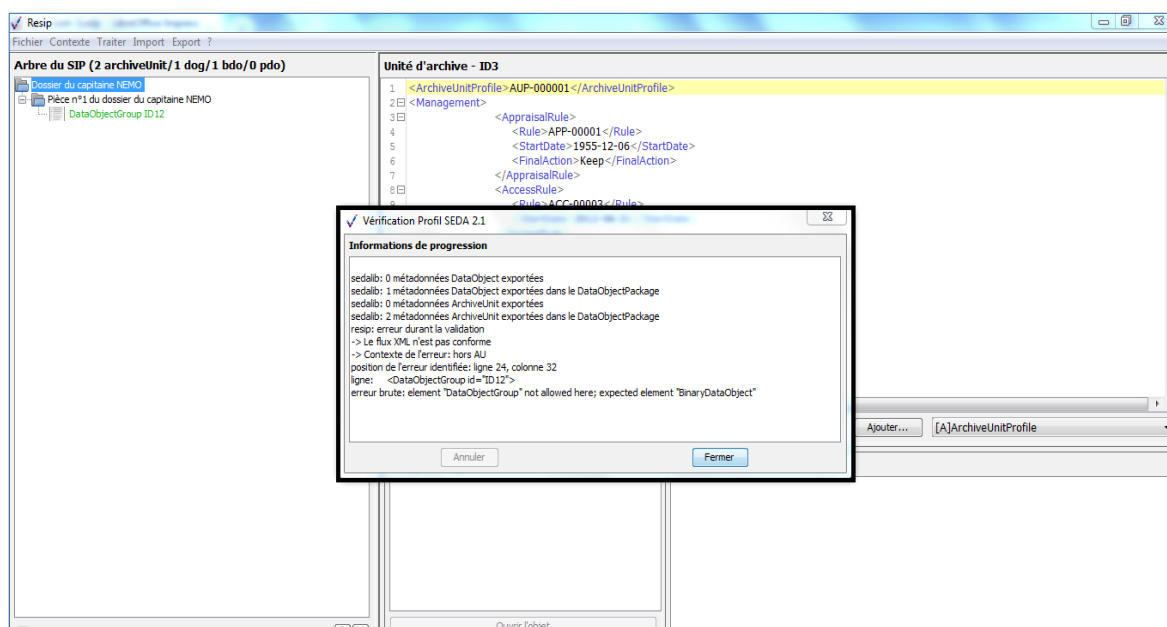 Resip
Fichier Contexte Traiter Import Export ?
Arbre du SIP (2 archiveUnit/1 dog/1 bdo/0 pdo)
Dossier du capitaine NEMO
Pièce n°1 du dossier du capitaine NEMO
DataObjectGroup ID12
Unité d'archive - ID3
1 <ArchiveUnitProfile>AUP-000001</ArchiveUnitProfile>
2 <Management>
3 <AppraisalRule>
4 <Rule>APP-00001</Rule>
5 <StartDate>1955-12-06</StartDate>
6 <FinalAction>Keep</FinalAction>
7 </AppraisalRule>
8 <AccessRule>
9 <Rule>ACC-00003</Rule>
Vérification Profil SEDA 2.1
Informations de progression
sedalib: 0 métadonnées DataObject exportées
sedalib: 1 métadonnées DataObject exportées dans le DataObjectPackage
sedalib: 0 métadonnées ArchiveUnit exportées
sedalib: 2 métadonnées ArchiveUnit exportées dans le DataObjectPackage
resip: erreur durant la validation
-> Le flux XML n'est pas conforme
-> Contexte de l'erreur: hors AU
position de l'erreur identifiée: ligne 24, colonne 32
ligne: <DataObjectGroup id="ID12">
erreur brute: element "DataObjectGroup" not allowed here; expected element "BinaryDataObject"
Annuler
Fermer
Ajouter...
[A]ArchiveUnitProfile
Ouvrir l'objet